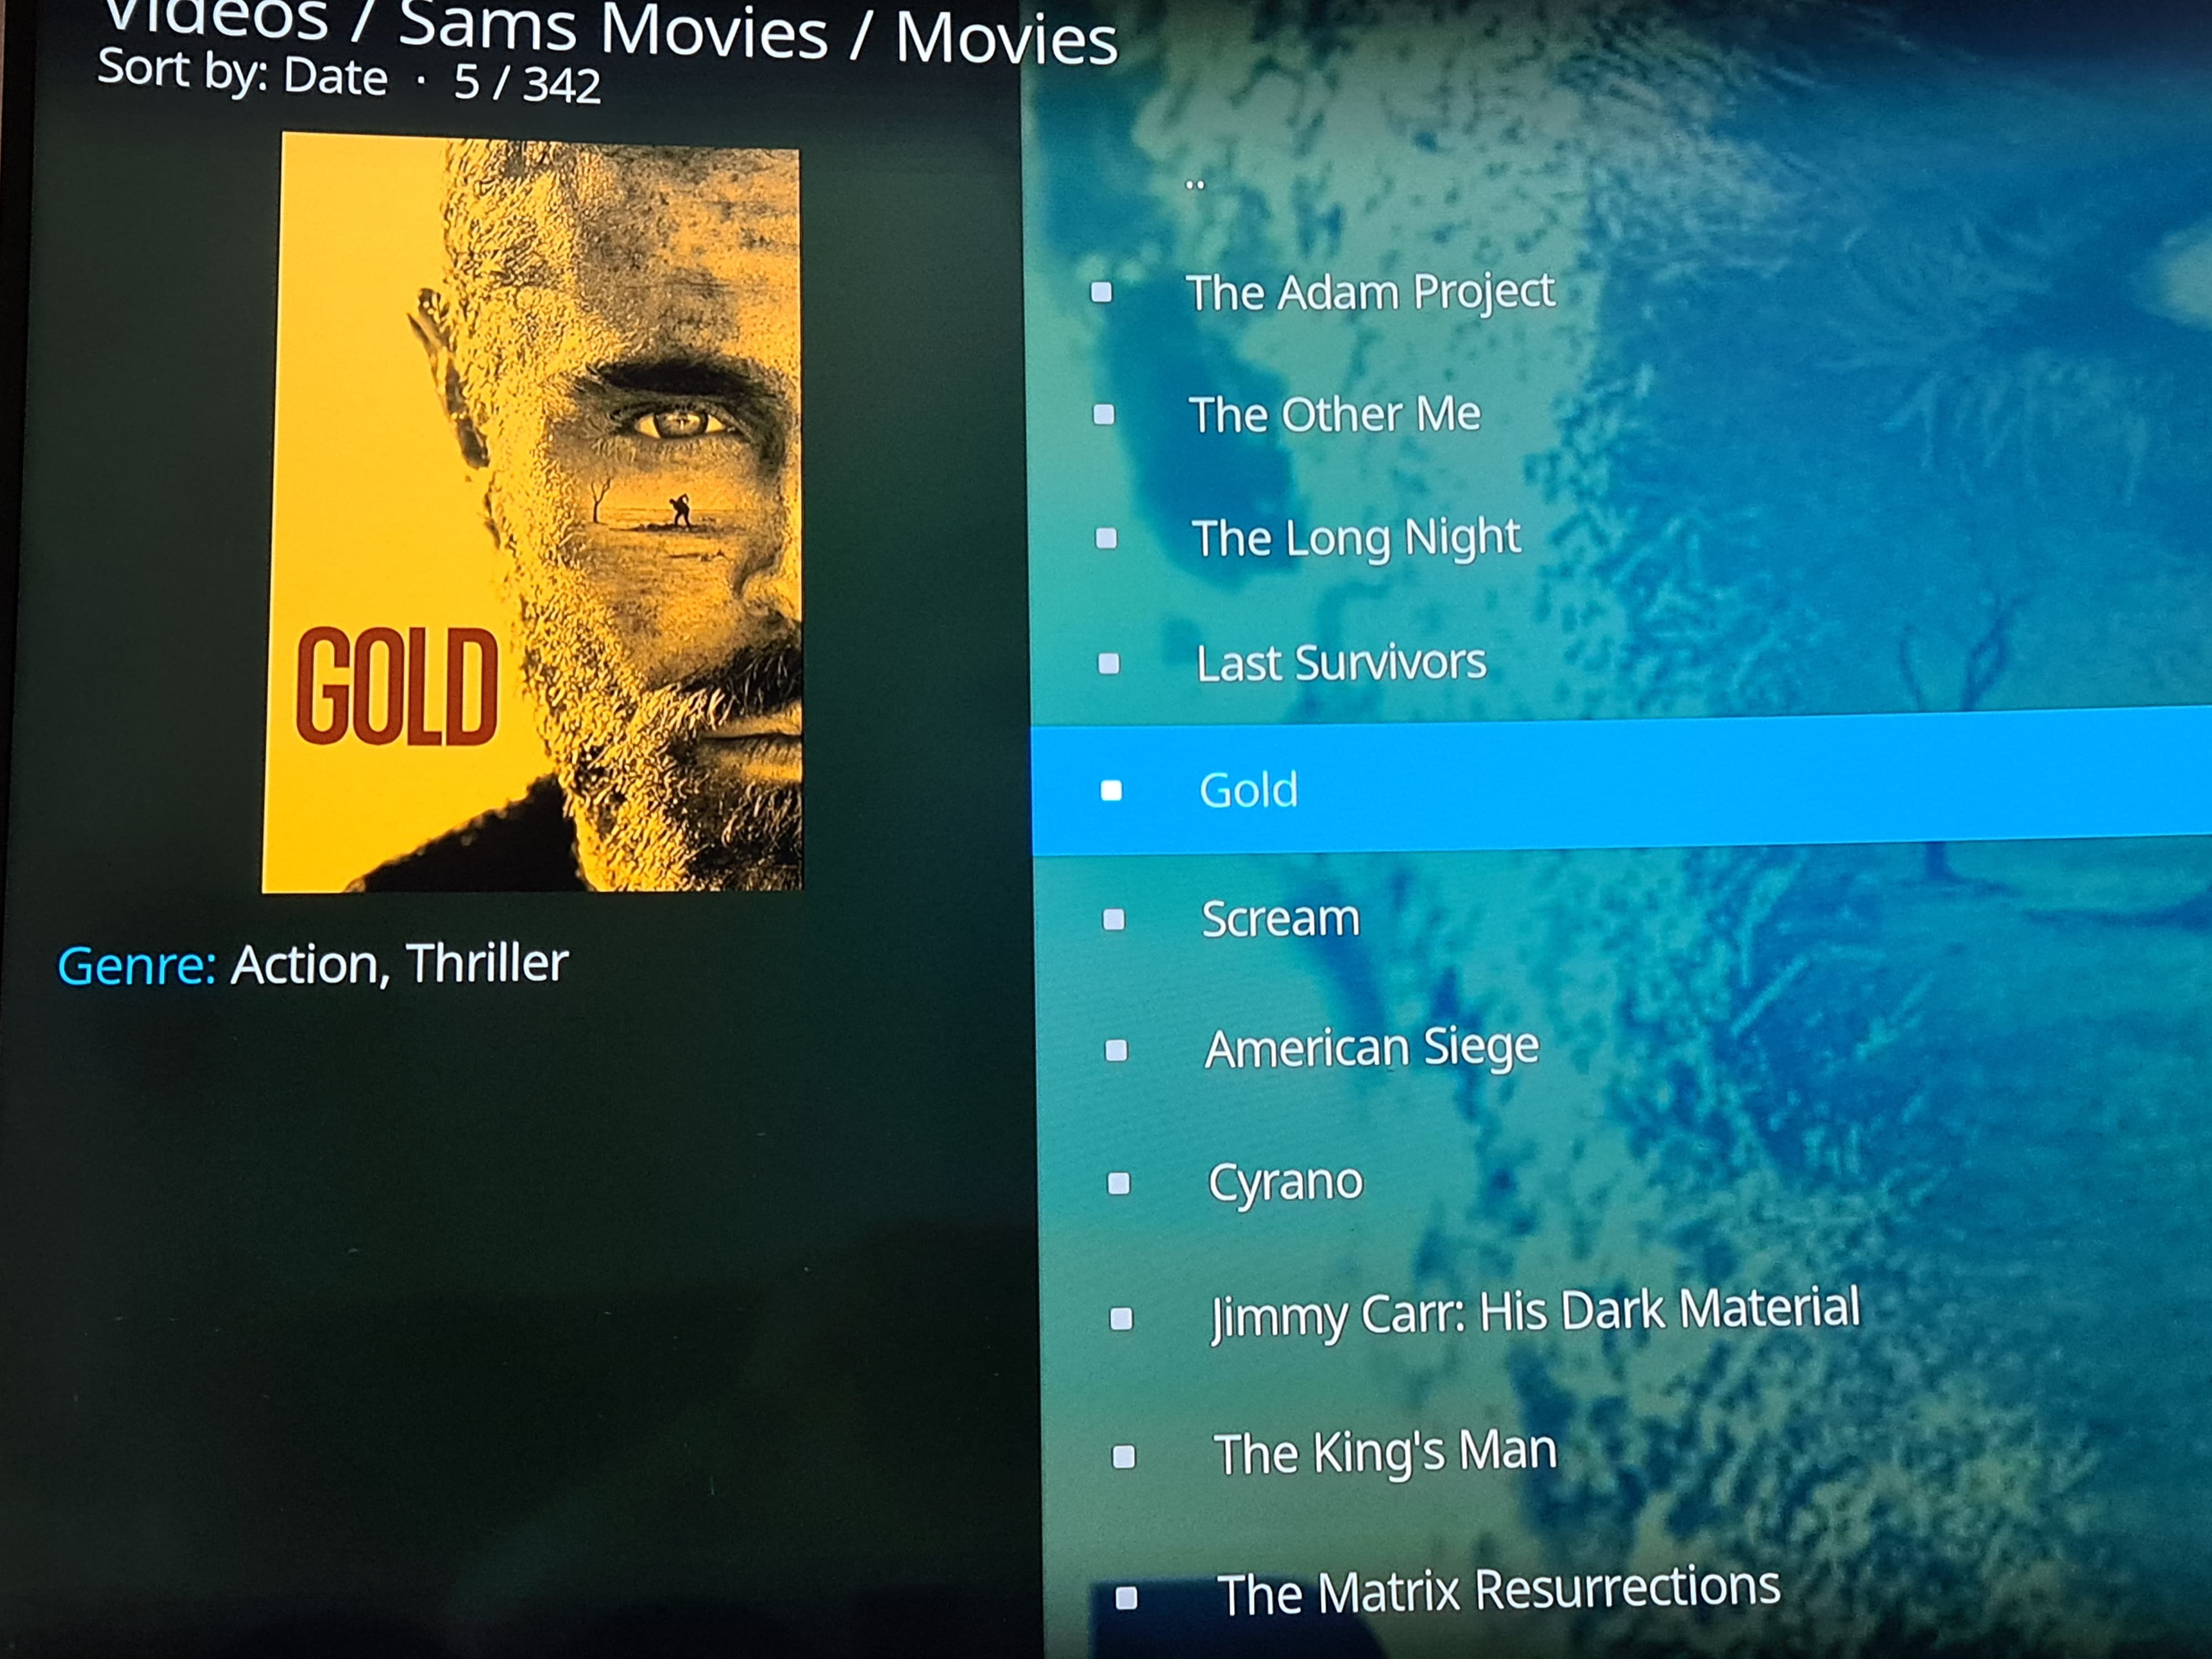 Videos / Sams Movies / Movies
Sort by: Date · 5 / 342
GOLD
Genre: Action, Thriller
..
The Adam Project
The Other Me
The Long Night
Last Survivors
Gold
Scream
American Siege
Cyrano
Jimmy Carr: His Dark Material
The King's Man
The Matrix Resurrections